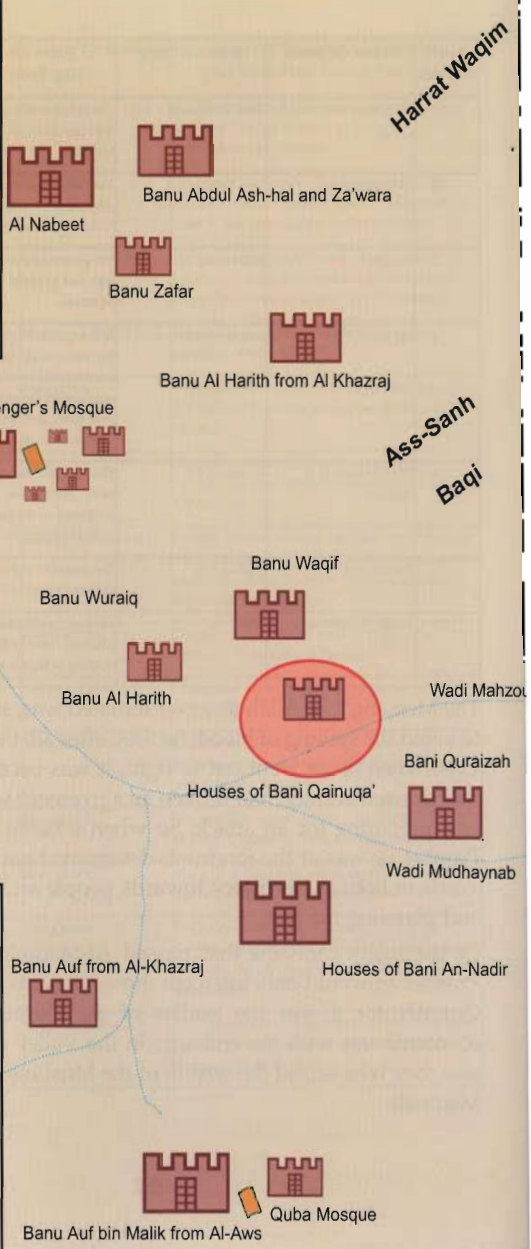 Harrat Waqim
Banu Abdul Ash-hal and Za'wara
Al Nabeet
Banu Zafar
Banu Al Harith from Al Khazraj
enger's Mosque
Ass-Sanh
Baqi
Banu Waqif
Banu Wuraiq
Banu Al Harith
Wadi Mahzou
Bani Quraizah
Houses of Bani Qainuqa'
Wadi Mudhaynab
Banu Auf from Al-Khazraj
Houses of Bani An-Nadir
Quba Mosque
Banu Auf bin Malik from Al-Aws